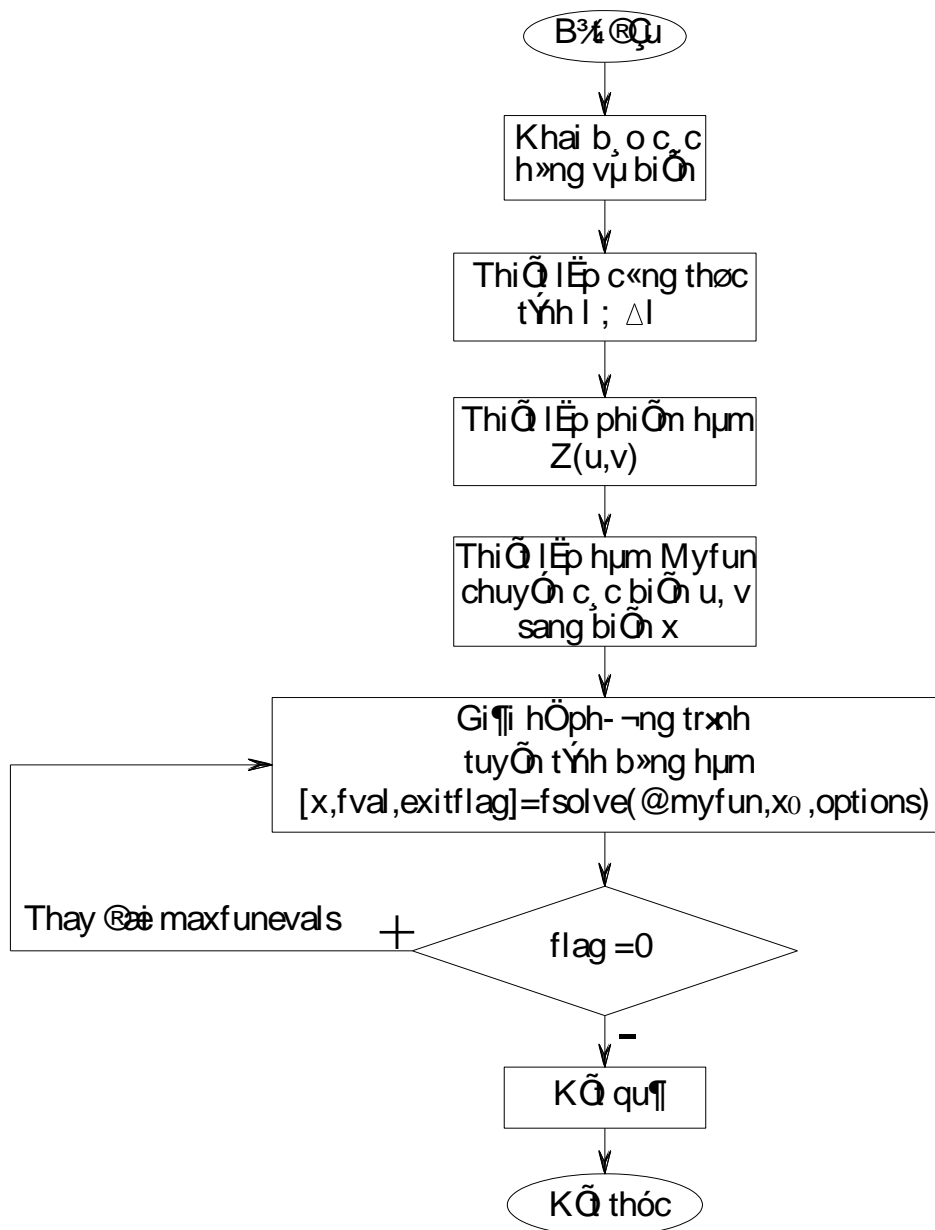 B¾t ®Çu
Khai b¸o c¸c
h»ng vµ biÕn
ThiÕt lËp c«ng thøc
tÝnh l ; △l
ThiÕt lËp phiÕm hµm
Z(u,v)
ThiÕt lËp hµm Myfun
chuyÓn c¸c biÕn u, v
sang biÕn x
Gi¶i hÖ ph-¬ng tr×nh
tuyÕn tÝnh b»ng hµm
[x,fval,exitflag]=fsolve(@myfun,x0 ,options)
Thay ®æi maxfunevals
+
flag =0
-
KÕt qu¶
KÕt thóc